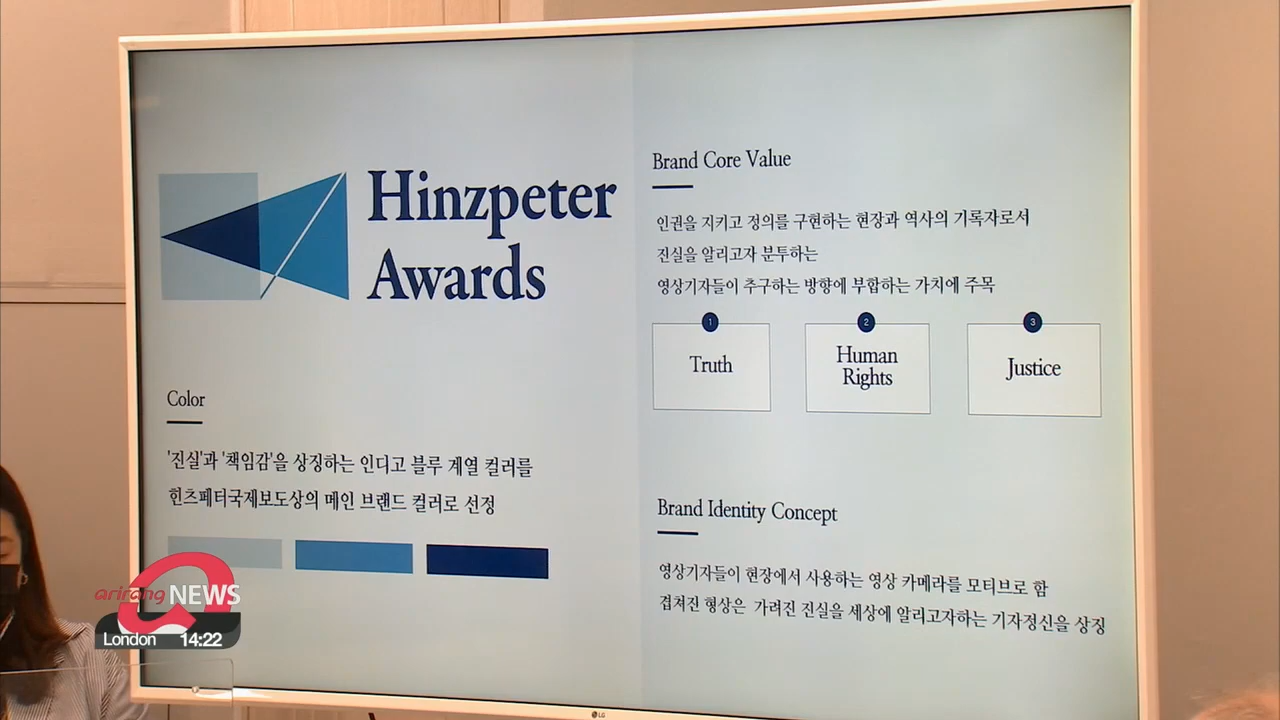 Hinzpeter
Awards
Color
'진실'과 '책임감'을 상징하는 인디고 블루 계열 컬러를
힌츠페터국제보도상의 메인 브랜드 컬러로 선정
Brand Core Value
인권을 지키고 정의를 구현하는 현장과 역사의 기록자로서
진실을 알리고자 분투하는
영상기자들이 추구하는 방향에 부합하는 가치에 주목
1
Truth
2
Human
Rights
3
Justice
Brand Identity Concept
영상기자들이 현장에서 사용하는 영상 카메라를 모티브로 함
겹쳐진 형상은 가려진 진실을 세상에 알리고자하는 기자정신을 상징
arirang NEWS
London 14:22
LG